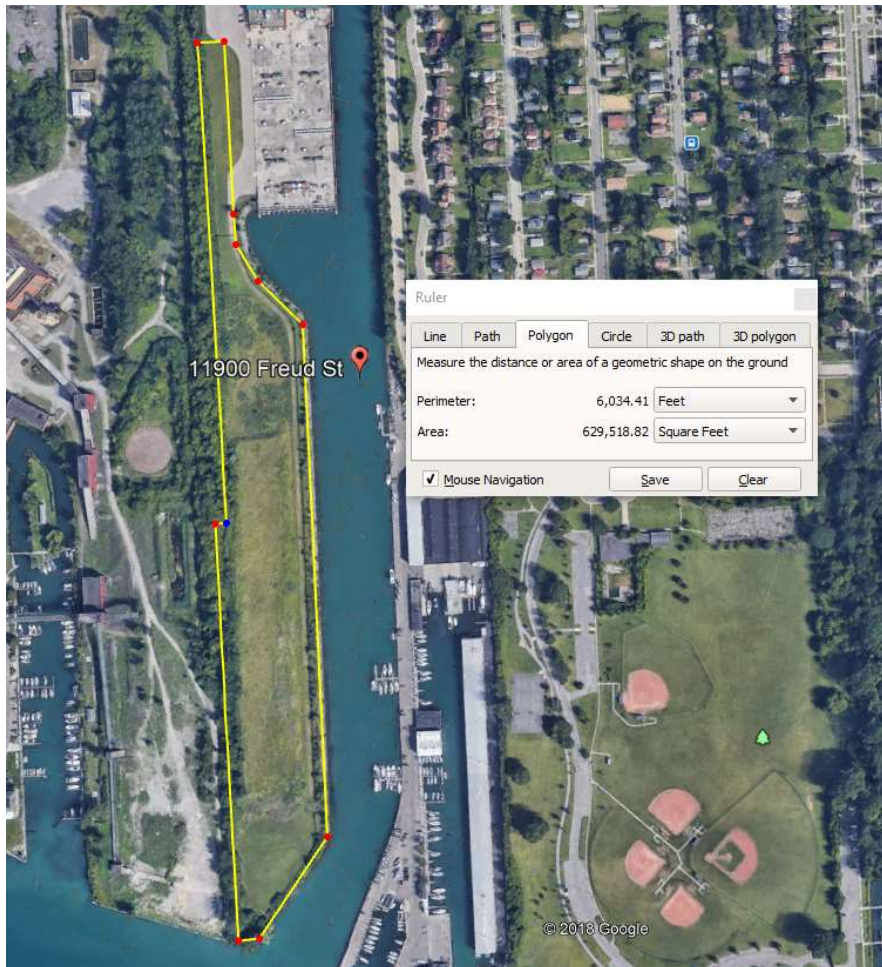 Ruler
Line Path Polygon Circle 3D path 3D polygon
Measure the distance or area of a geometric shape on the ground
11900 Freud St
Perimeter: 6,034.41 Feet
Area: 629,518.82 Square Feet
Mouse Navigation Save Clear
© 2018 Google